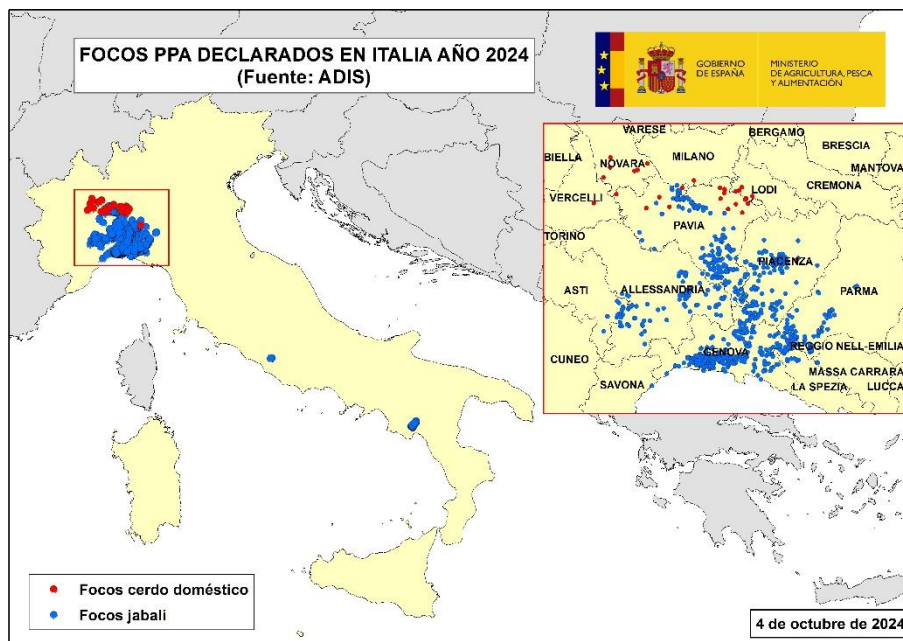 FOCOS PPA DECLARADOS EN ITALIA AÑO 2024
(Fuente: ADIS)
GOBIERNO
DE ESPAÑA
MINISTERIO
DE AGRICULTURA, PESCA
Y ALIMENTACIÓN
VARESE
BERGAMO
BRESCIA
BIELLA
NOVARA
MILANO
MANTOVA
VERCELLI
LODI
CREMONA
PAVIA
TORINO
PIACENZA
ASTI
ALLESSANDRIA
PARMA
CUNEO
GENOVA
REGGIO NELL·EMILIA
MASSA CARRARA
SAVONA
LA SPEZIA
LUCCA
Focos cerdo doméstico
Focos jabalí
4 de octubre de 2024